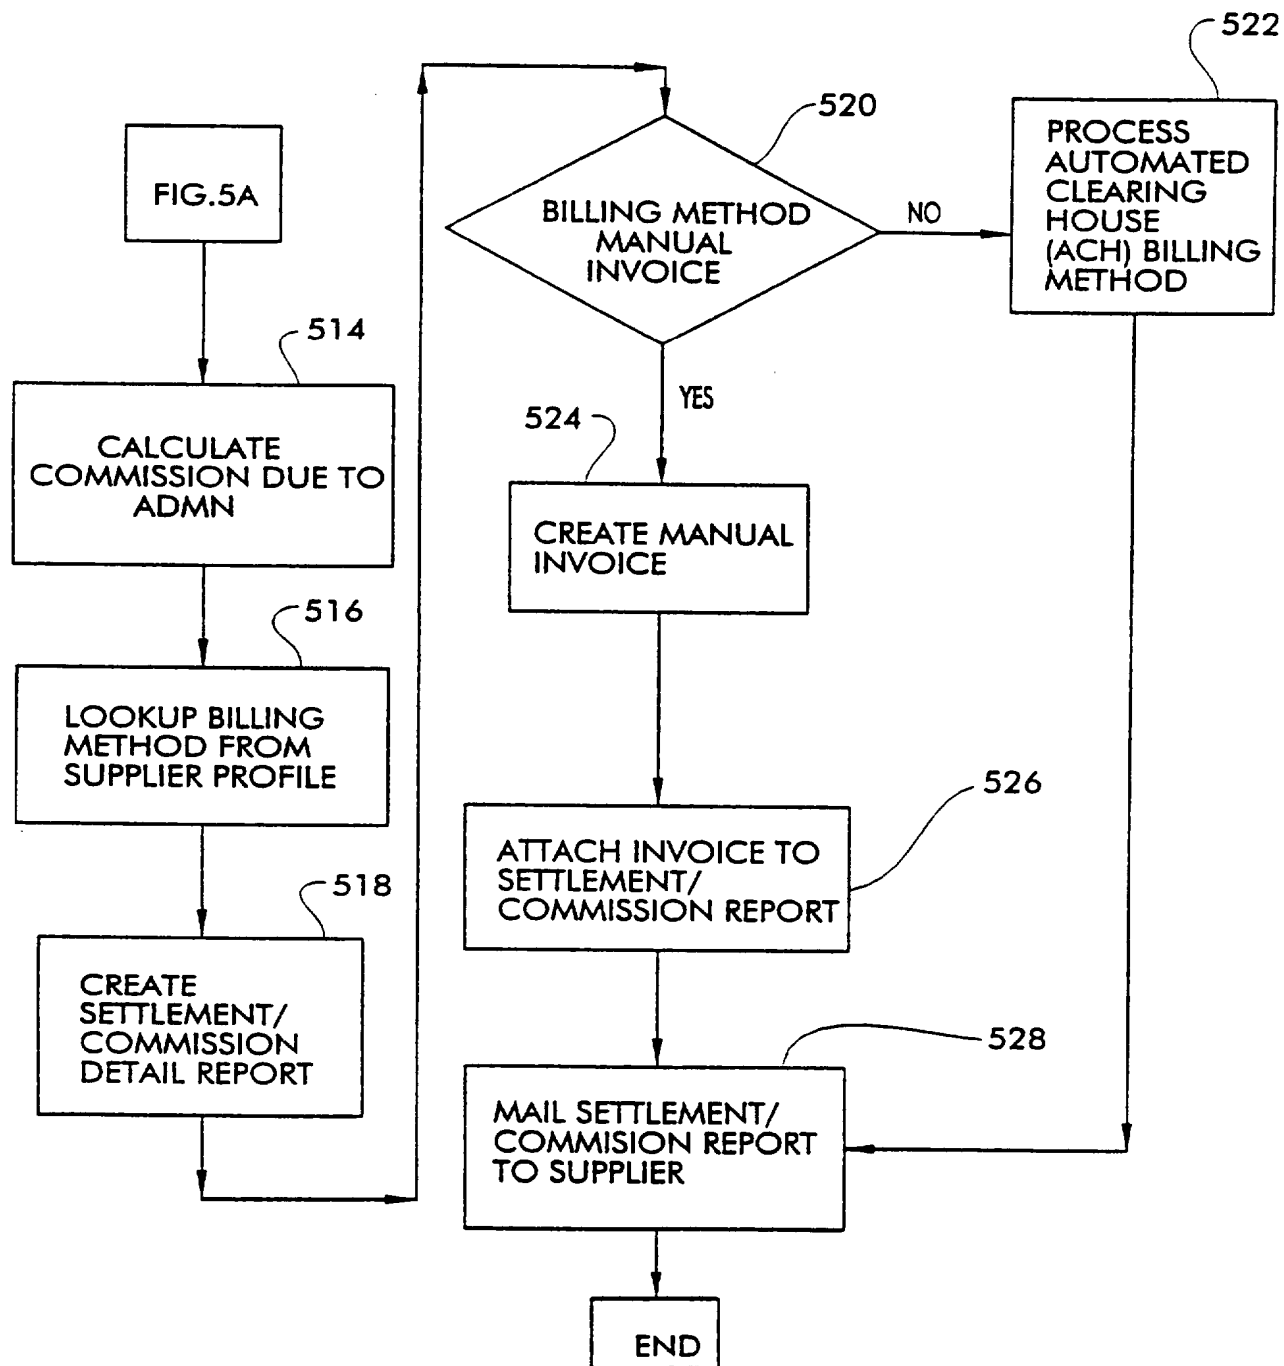 FIG.5A
514
CALCULATE
COMMISSION DUE TO
ADMN
516
LOOKUP BILLING
METHOD FROM
SUPPLIER PROFILE
518
CREATE
SETTLEMENT/
COMMISSION
DETAIL REPORT
520
BILLING METHOD
MANUAL
INVOICE
NO
YES
522
PROCESS
AUTOMATED
CLEARING
HOUSE
(ACH) BILLING
METHOD
524
CREATE MANUAL
INVOICE
526
ATTACH INVOICE TO
SETTLEMENT/
COMMISSION REPORT
528
MAIL SETTLEMENT/
COMMISION REPORT
TO SUPPLIER
END